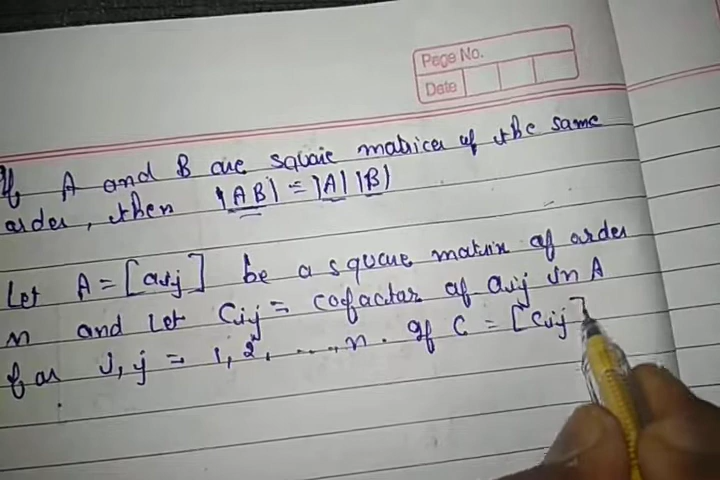 Page No.
Date
If A and B are square matrices of the same
order, then |AB| = |A| |B|
Let A = [aij] be a square matrix of order
n and let Cij = cofactor of aij in A
for i, j = 1, 2, ...., n. If C = [Cij]